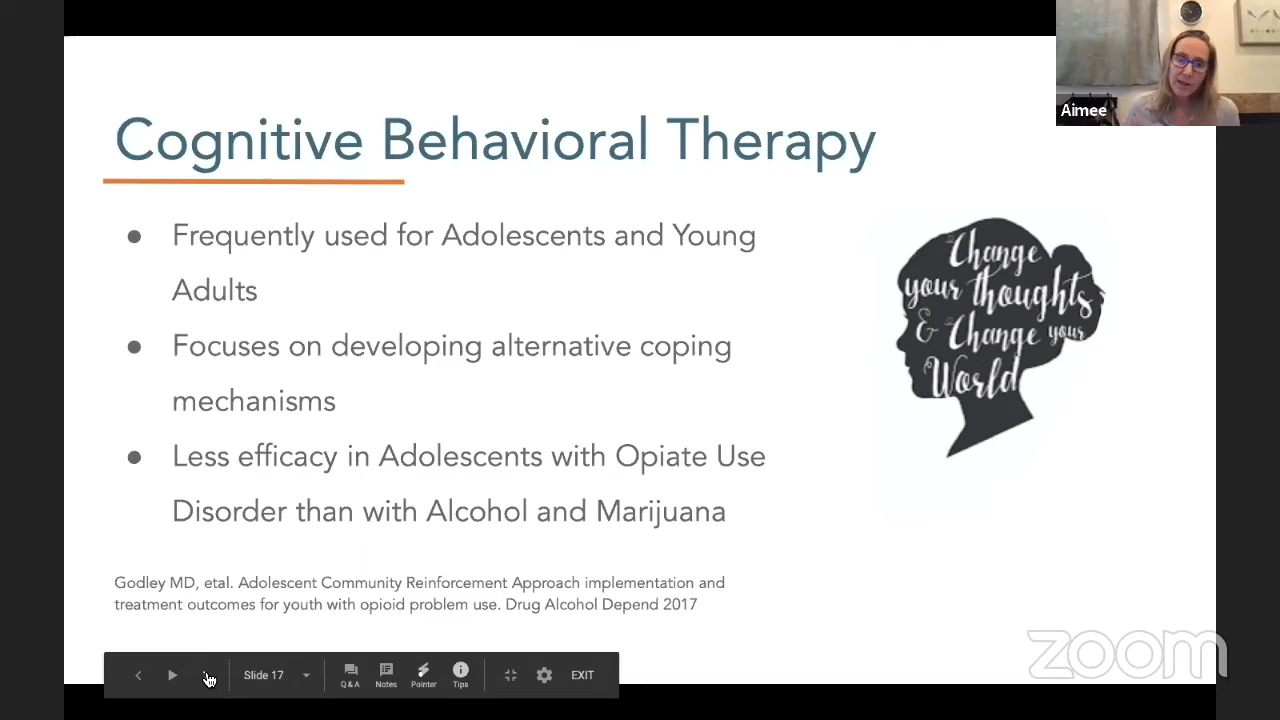 Aimee
Cognitive Behavioral Therapy
Frequently used for Adolescents and Young
Adults
Focuses on developing alternative coping
mechanisms
Less efficacy in Adolescents with Opiate Use
Disorder than with Alcohol and Marijuana
Change
your thoughts
& Change your
World
Godley MD, etal. Adolescent Community Reinforcement Approach implementation and
treatment outcomes for youth with opioid problem use. Drug Alcohol Depend 2017
zoom
Slide 17
Q & A Notes Pointer Tips
EXIT